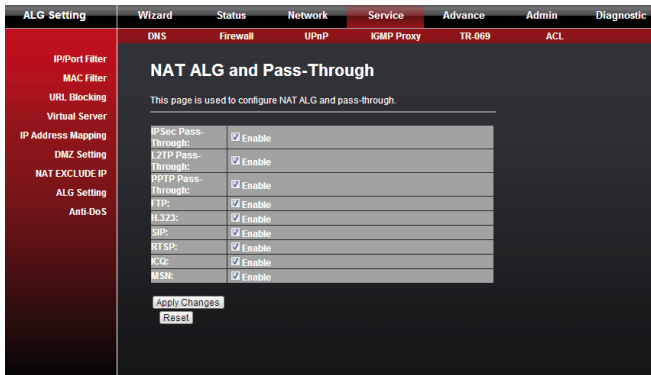 ALG Setting
Wizard Status Network Service Advance Admin Diagnostic
DNS Firewall UPnP IGMP Proxy TR-069 ACL
IP/Port Filter
MAC Filter
URL Blocking
Virtual Server
IP Address Mapping
DMZ Setting
NAT EXCLUDE IP
ALG Setting
Anti-DoS
NAT ALG and Pass-Through
This page is used to configure NAT ALG and pass-through.
IPSec Pass-
Through: Enable
L2TP Pass-
Through: Enable
PPTP Pass-
Through: Enable
FTP: Enable
H.323: Enable
SIP: Enable
RTSP: Enable
ICQ: Enable
MSN: Enable
Apply Changes
Reset